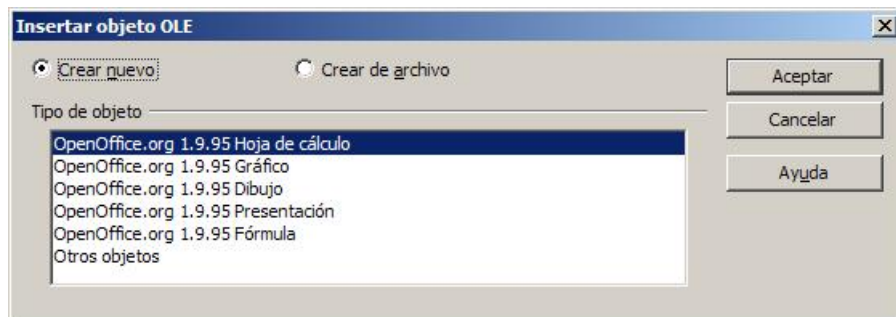 Insertar objeto OLE
Crear nuevo
Crear de archivo
Aceptar
Tipo de objeto
Cancelar
OpenOffice.org 1.9.95 Hoja de cálculo
OpenOffice.org 1.9.95 Gráfico
Ayuda
OpenOffice.org 1.9.95 Dibujo
OpenOffice.org 1.9.95 Presentación
OpenOffice.org 1.9.95 Fórmula
Otros objetos